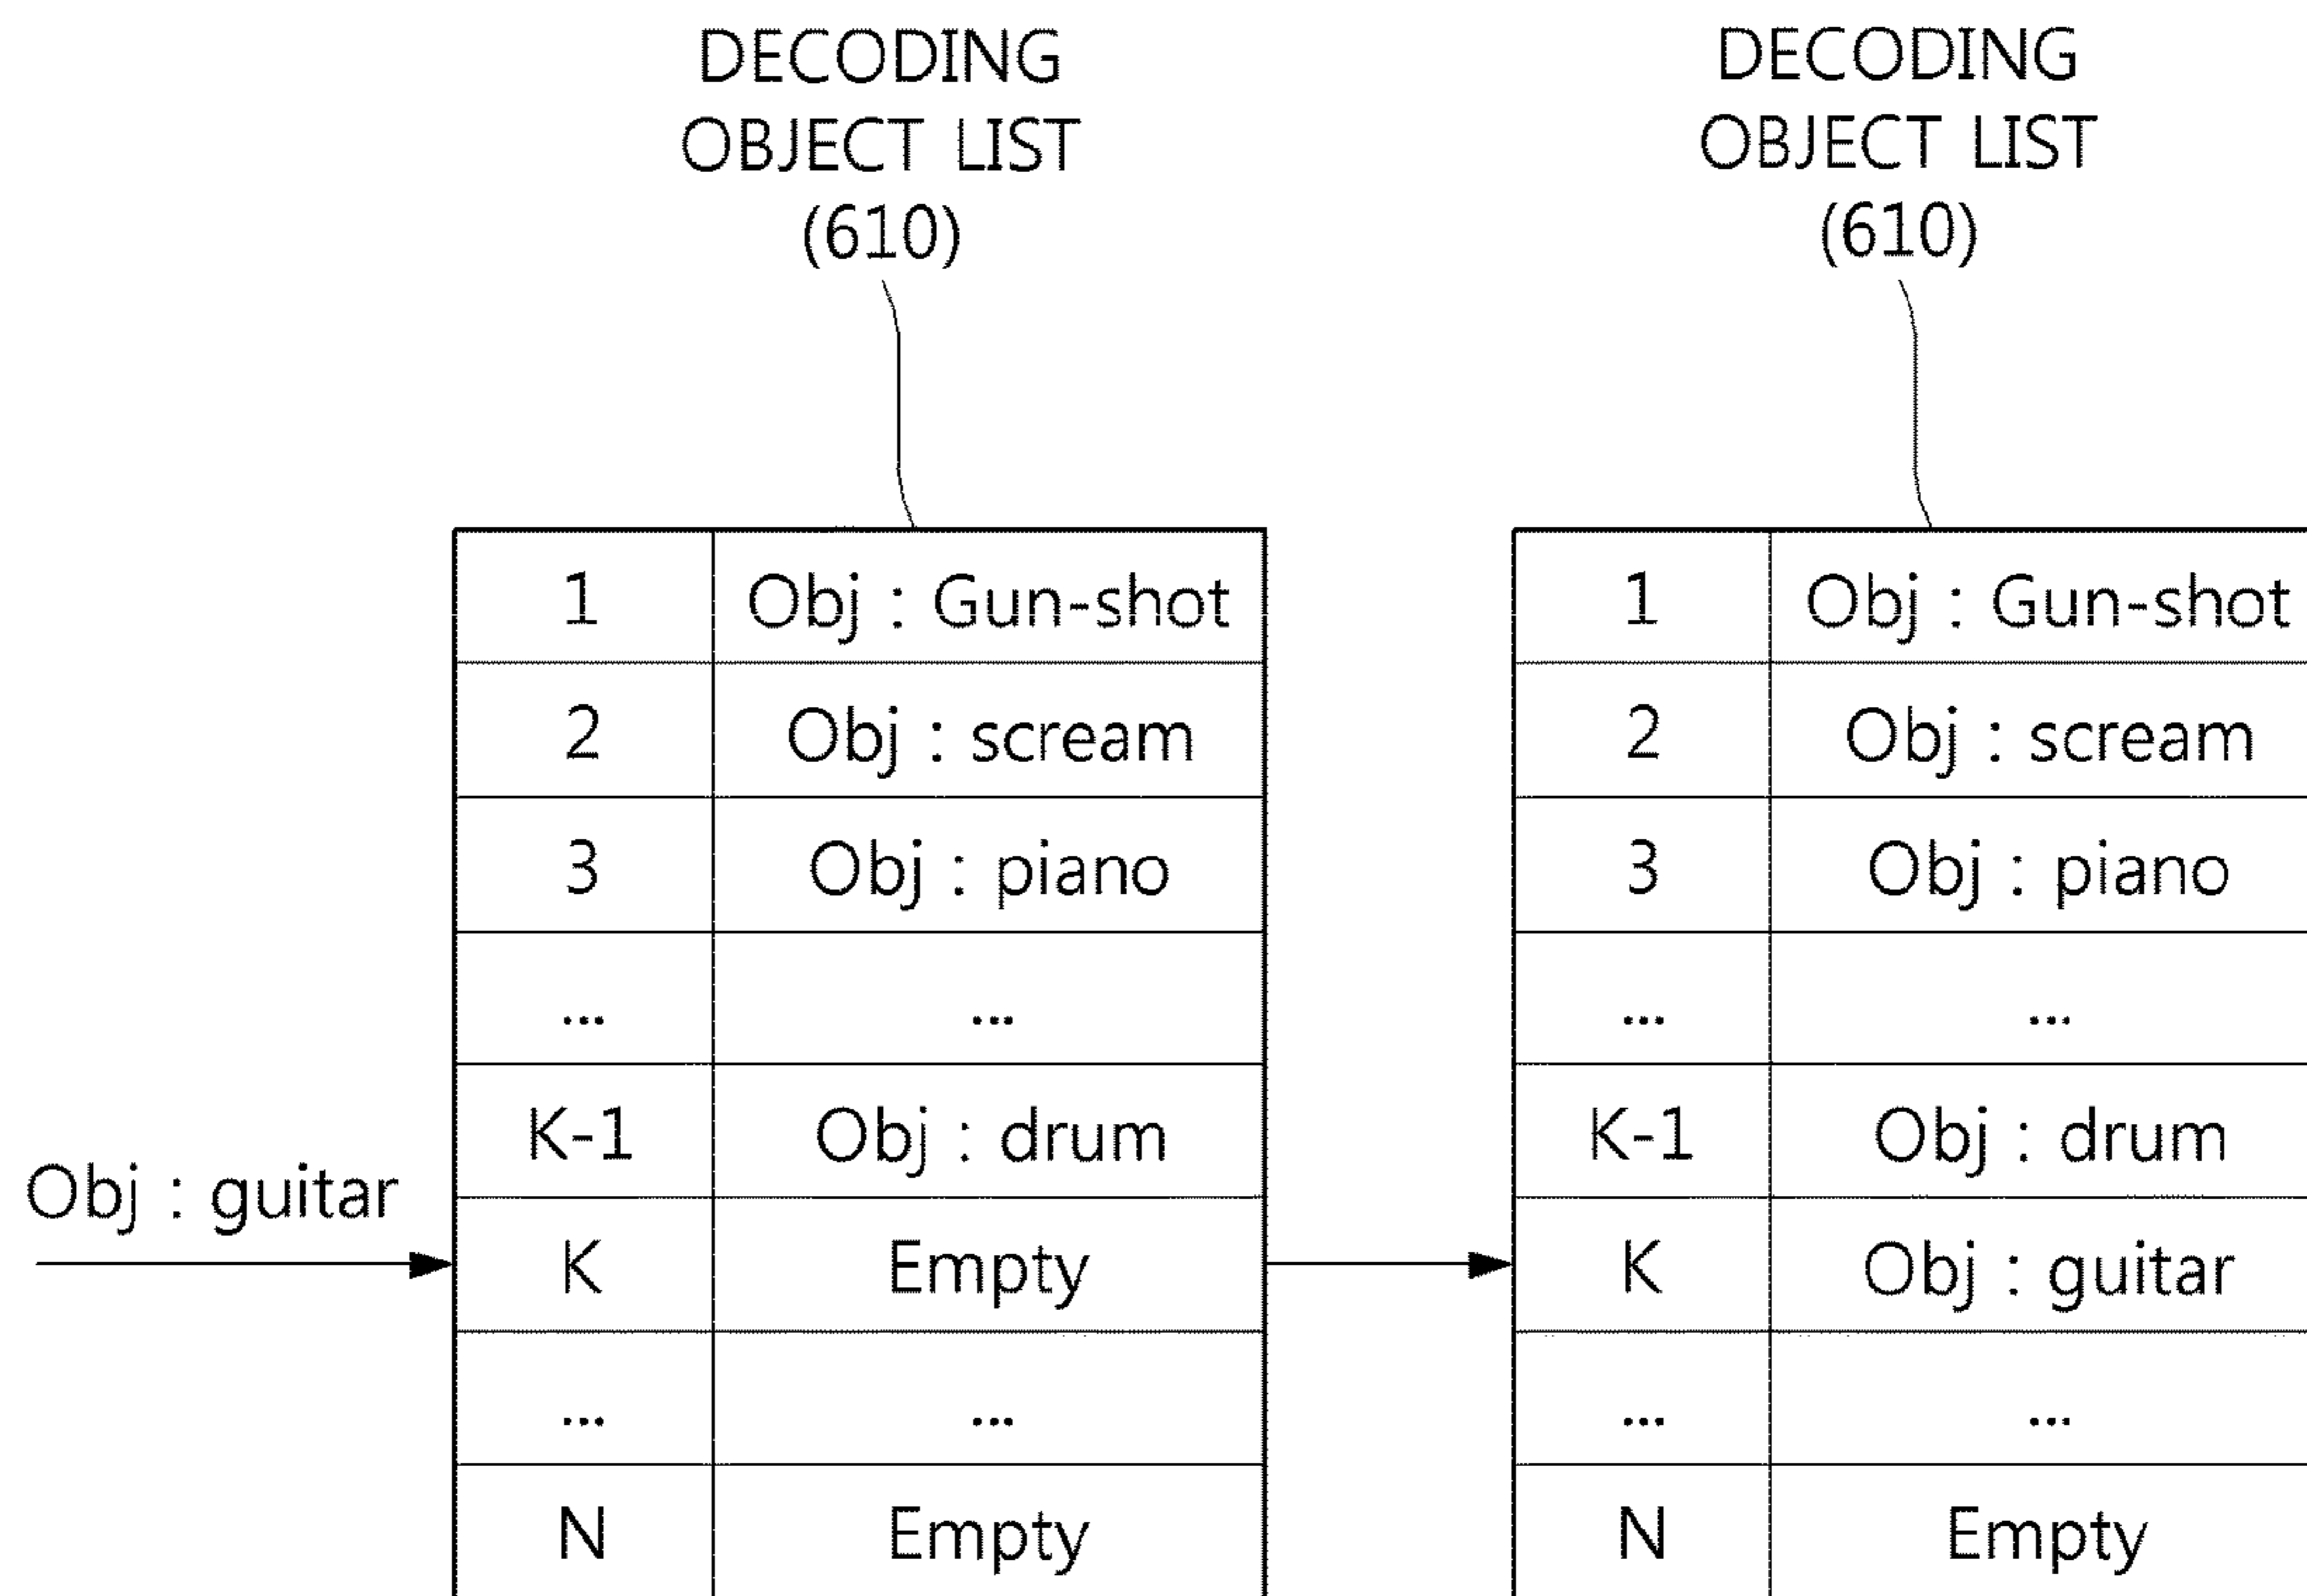 DECODING
OBJECT LIST
(610)
DECODING
OBJECT LIST
(610)
Obj : guitar
1 Obj : Gun-shot
2 Obj : scream
3 Obj : piano
... ...
K-1 Obj : drum
K Empty
... ...
N Empty
1 Obj : Gun-shot
2 Obj : scream
3 Obj : piano
... ...
K-1 Obj : drum
K Obj : guitar
... ...
N Empty